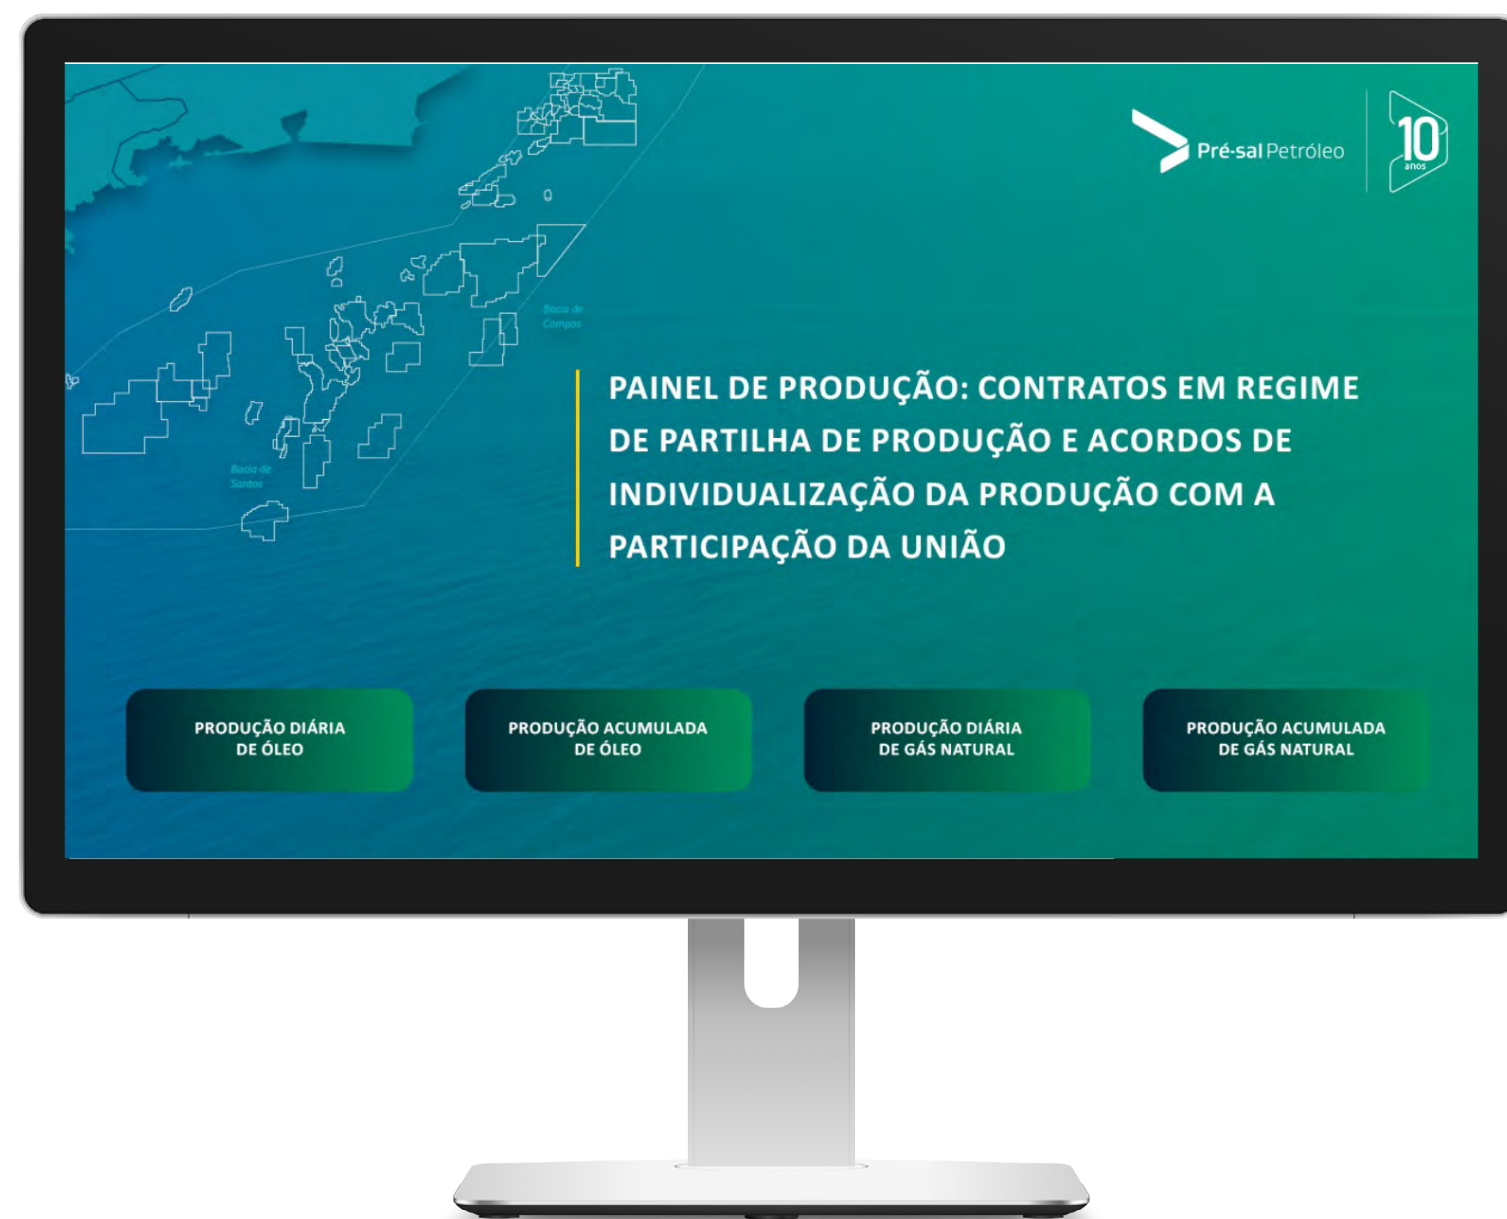 Pré-sal Petróleo
10
anos
Bacia de
Campos
PAINEL DE PRODUÇÃO: CONTRATOS EM REGIME
DE PARTILHA DE PRODUÇÃO E ACORDOS DE
INDIVIDUALIZAÇÃO DA PRODUÇÃO COM A
PARTICIPAÇÃO DA UNIÃO
Bacia de
Santos
PRODUÇÃO DIÁRIA
DE ÓLEO
PRODUÇÃO ACUMULADA
DE ÓLEO
PRODUÇÃO DIÁRIA
DE GÁS NATURAL
PRODUÇÃO ACUMULADA
DE GÁS NATURAL